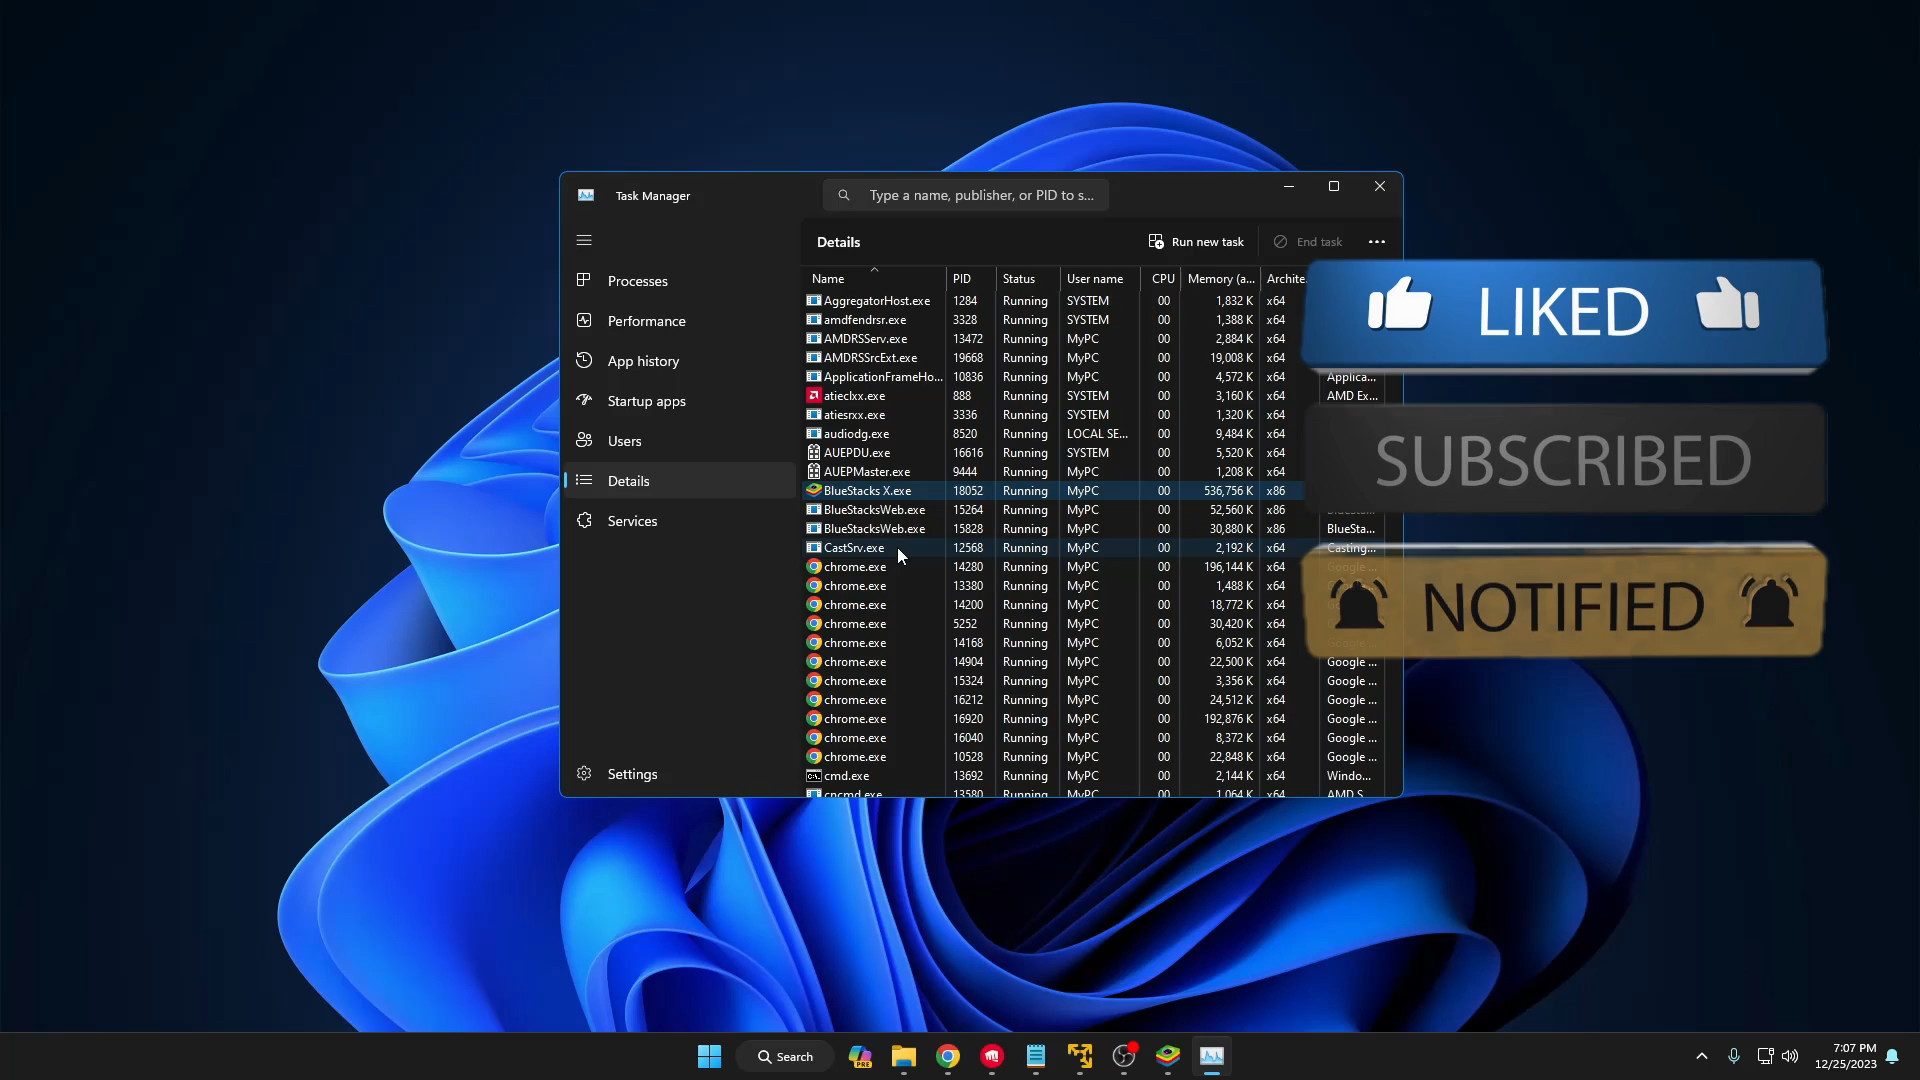 Task Manager
Type a name, publisher, or PID to s...
Details
Run new task
End task
Processes
Performance
App history
Startup apps
Users
Details
Services
Settings
Name PID Status User name CPU Memory (a... Archite.
AggregatorHost.exe 1284 Running SYSTEM 00 1,832 K x64
amdfendrsr.exe 3328 Running SYSTEM 00 1,388 K x64
AMDRSServ.exe 13472 Running MyPC 00 2,884 K x64
AMDRSSrcExt.exe 19668 Running MyPC 00 19,008 K x64
ApplicationFrameHo... 10836 Running MyPC 00 4,572 K x64 Applica...
atieclxx.exe 888 Running SYSTEM 00 3,160 K x64 AMD Ex...
atiesrxx.exe 3336 Running SYSTEM 00 1,320 K x64
audiodg.exe 8520 Running LOCAL SE... 00 9,484 K x64
AUEPDU.exe 16616 Running SYSTEM 00 5,520 K x64
AUEPMaster.exe 9444 Running MyPC 00 1,208 K x64
BlueStacks X.exe 18052 Running MyPC 00 536,756 K x86
BlueStacksWeb.exe 15264 Running MyPC 00 52,560 K x86
BlueStacksWeb.exe 15828 Running MyPC 00 30,880 K x86 BlueSta...
CastSrv.exe 12568 Running MyPC 00 2,192 K x64 Casting...
chrome.exe 14280 Running MyPC 00 196,144 K x64 Google ...
chrome.exe 13380 Running MyPC 00 1,488 K x64
chrome.exe 14200 Running MyPC 00 18,772 K x64
chrome.exe 5252 Running MyPC 00 30,420 K x64
chrome.exe 14168 Running MyPC 00 6,052 K x64 Google ...
chrome.exe 14904 Running MyPC 00 22,500 K x64 Google ...
chrome.exe 15324 Running MyPC 00 3,356 K x64 Google ...
chrome.exe 16212 Running MyPC 00 24,512 K x64 Google ...
chrome.exe 16920 Running MyPC 00 192,876 K x64 Google ...
chrome.exe 16040 Running MyPC 00 8,372 K x64 Google ...
chrome.exe 10528 Running MyPC 00 22,848 K x64 Google ...
cmd.exe 13692 Running MyPC 00 2,144 K x64 Windo...
cncmd.exe 13580 Running MyPC 00 1,064 K x64 AMD S
LIKED
SUBSCRIBED
NOTIFIED
Search
PRE
7:07 PM
12/25/2023